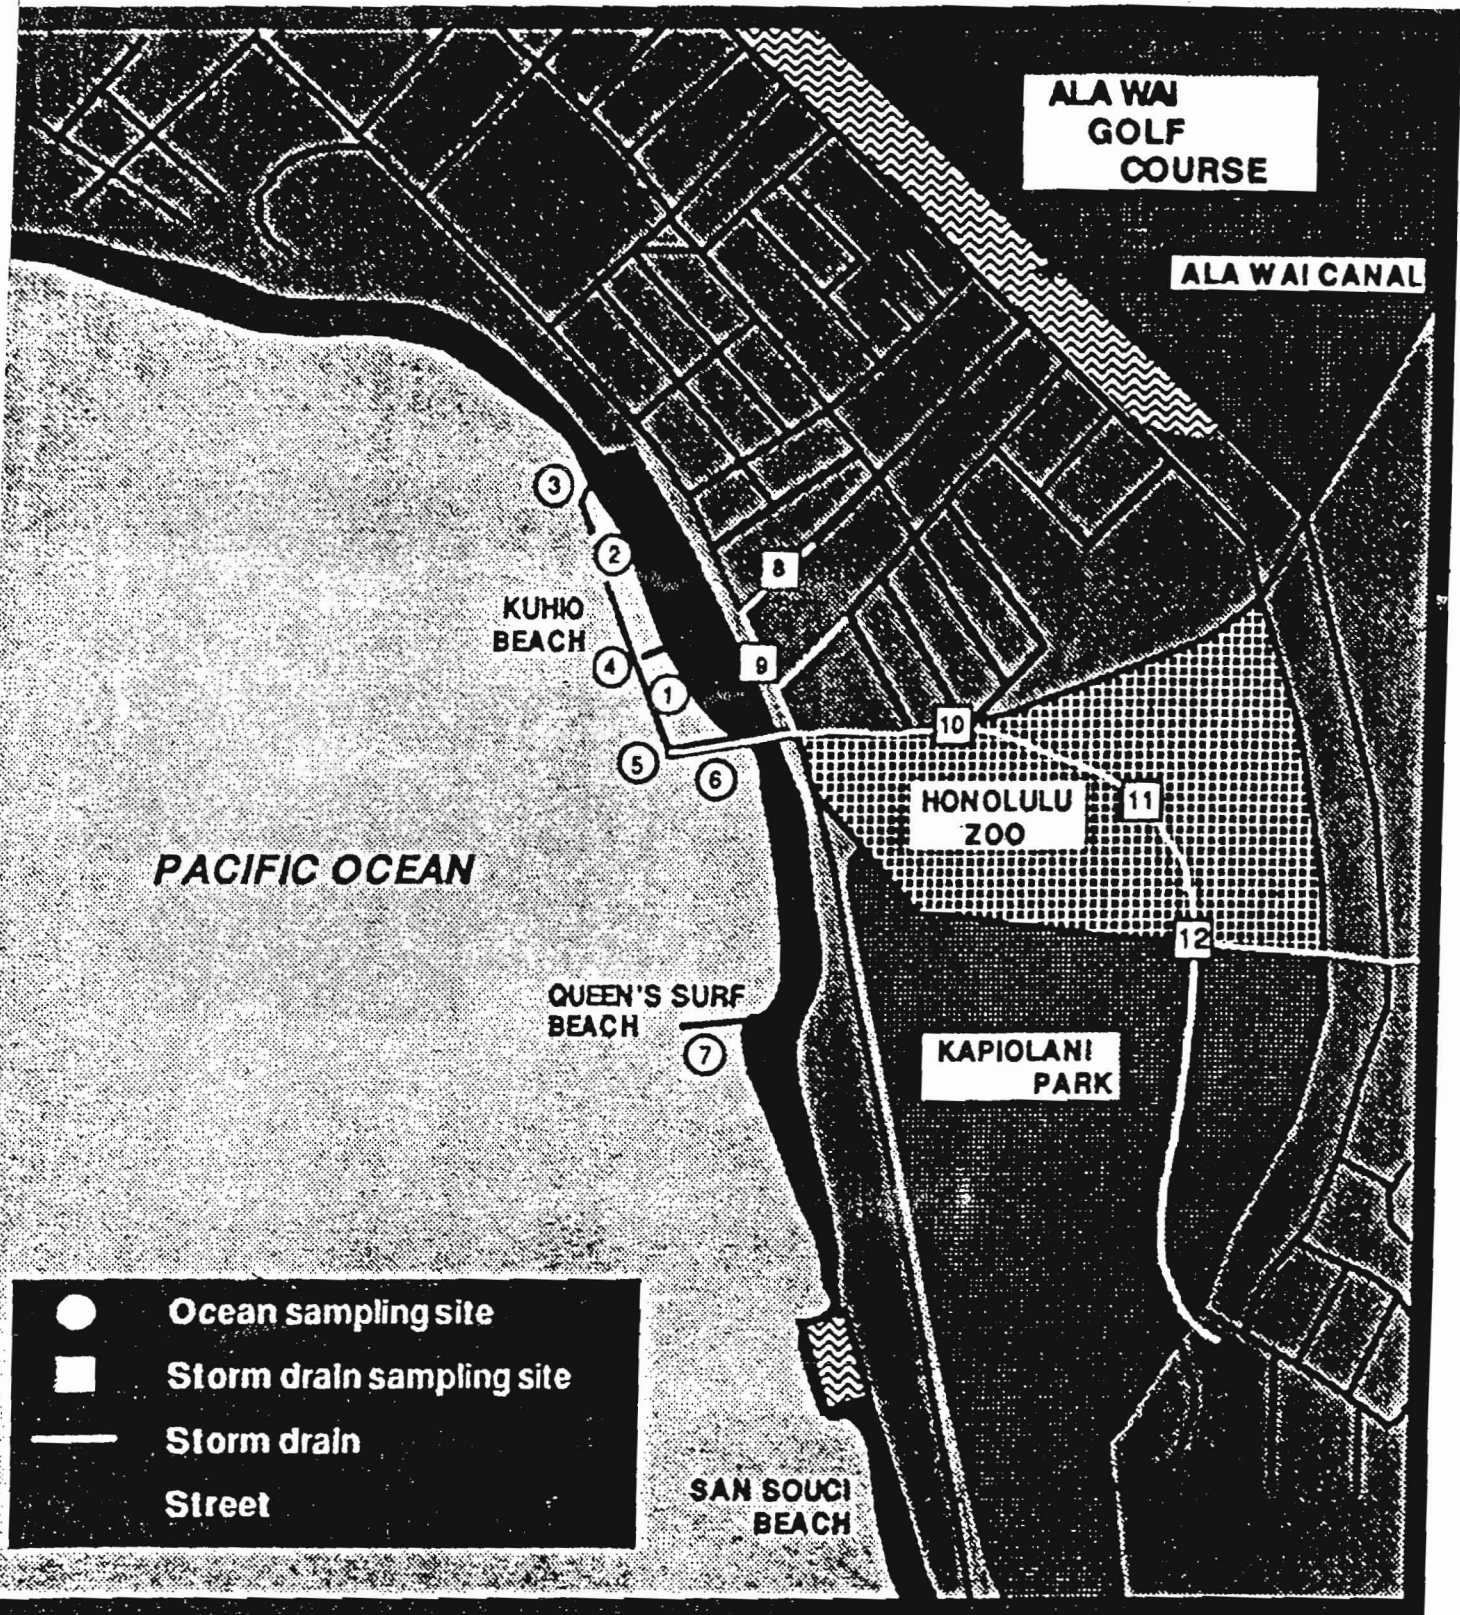 ALA WAI
GOLF
COURSE
ALA WAI CANAL
3
2
8
KUHIO
BEACH
4
9
1
10
5
6
11
HONOLULU
ZOO
PACIFIC OCEAN
12
QUEEN'S SURF
BEACH
7
KAPIOLANI
PARK
Ocean sampling site
Storm drain sampling site
Storm drain
Street
SAN SOUCI
BEACH